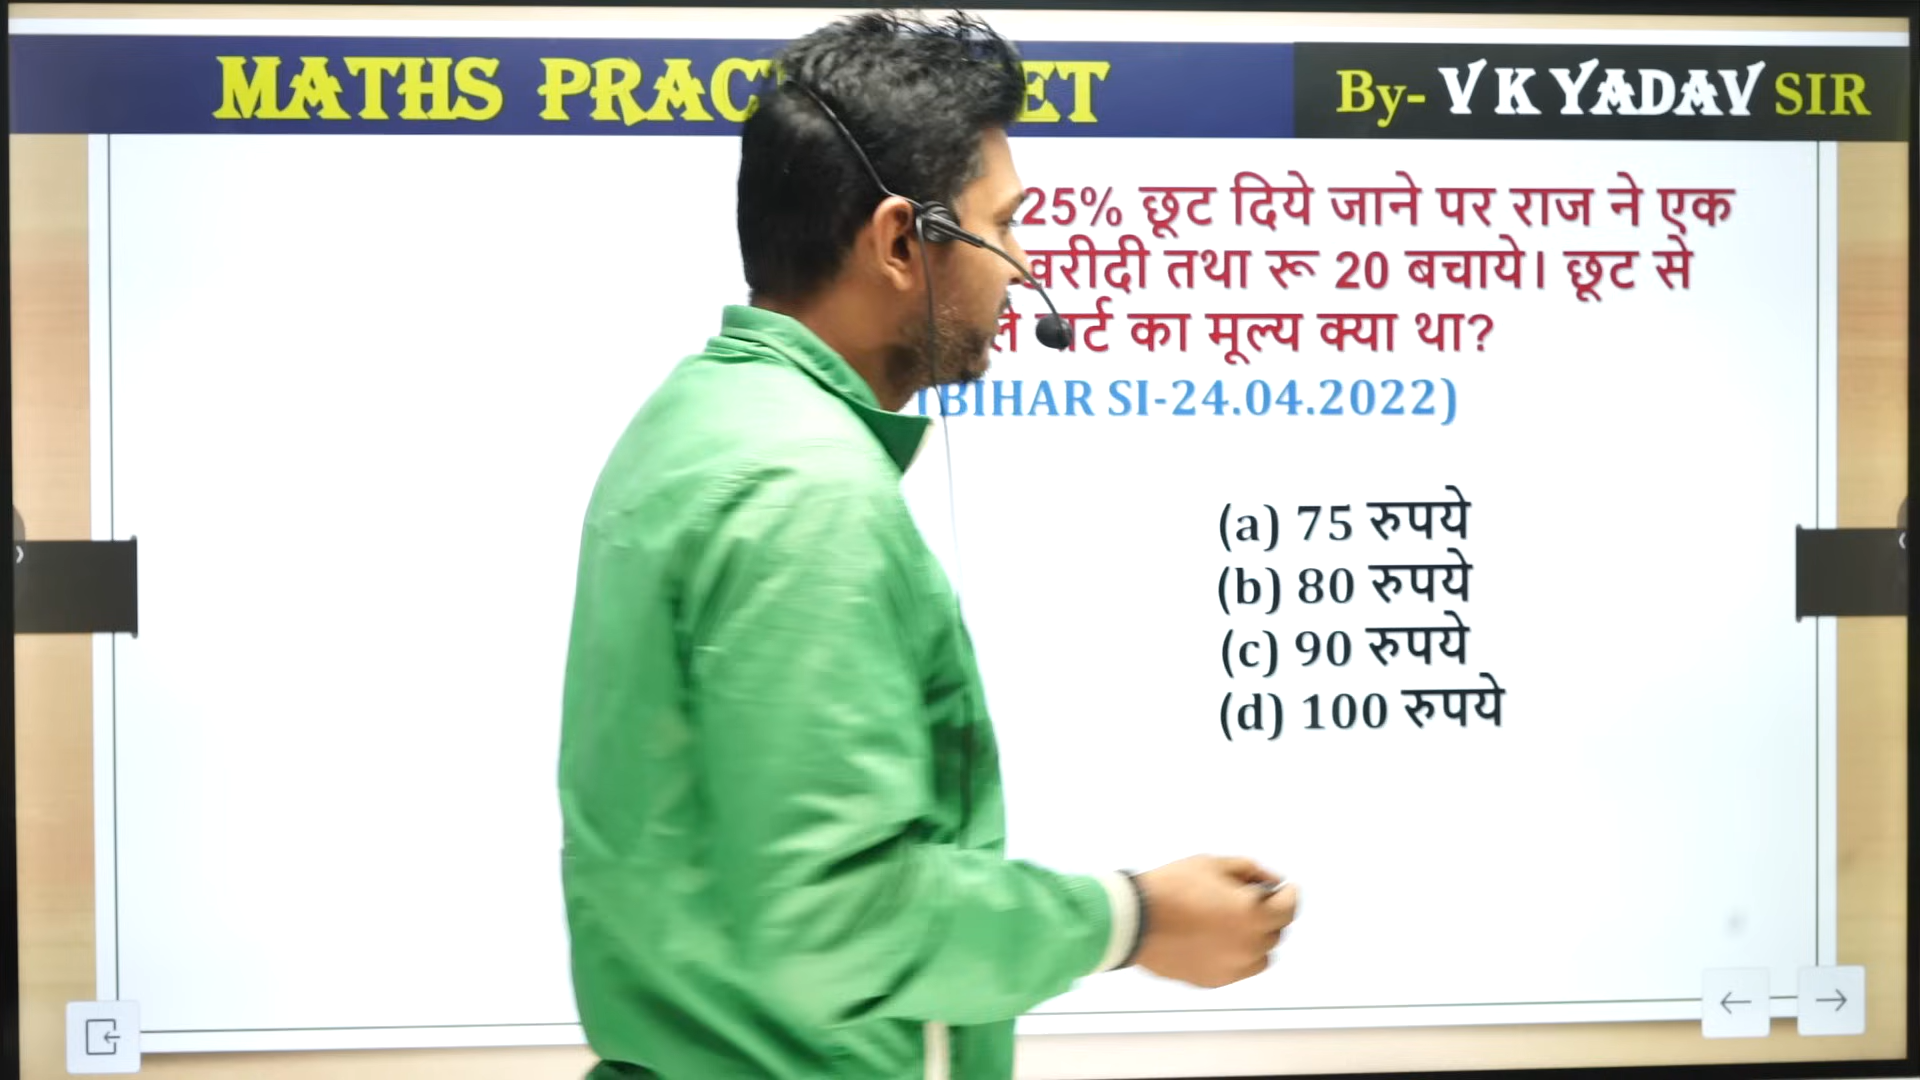 MATHS PRAC ET
By- V K YADAV SIR
25% छूट दिये जाने पर राज ने एक
खरीदी तथा रू 20 बचाये। छूट से
का मूल्य क्या था?
(BIHAR SI-24.04.2022)
(a) 75 रुपये
(b) 80 रुपये
(c) 90 रुपये
(d) 100 रुपये